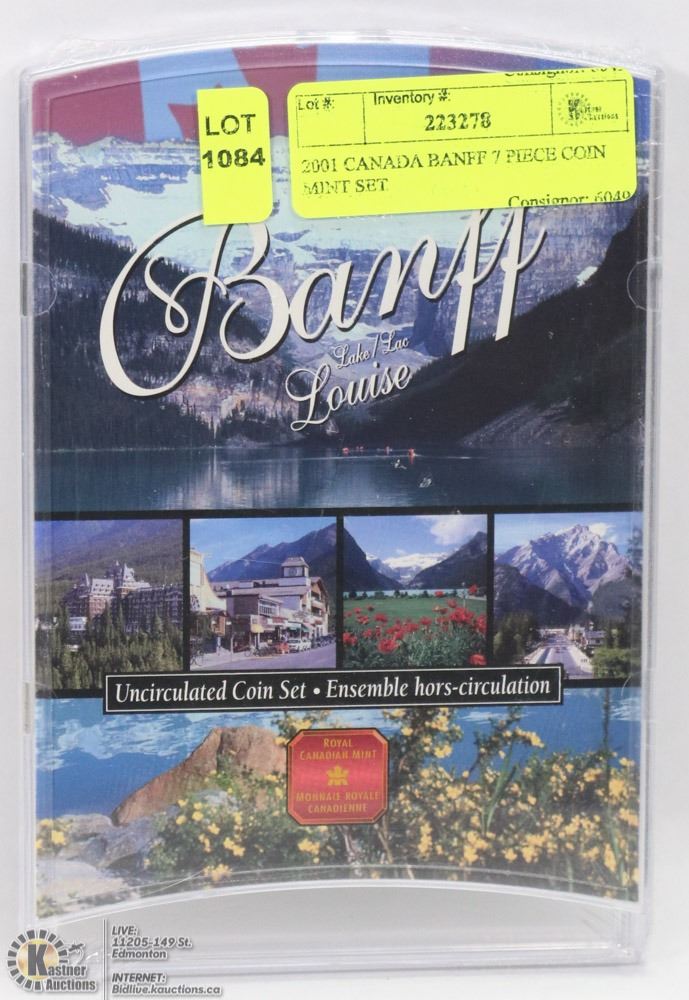 LOT
1084
Lot #:
Inventory #:
223278
2001 CANADA BANFF 7 PIECE COIN
MINT SET
Consignor: 6049
Banff
Lake / Lac
Louise
Uncirculated Coin Set • Ensemble hors-circulation
ROYAL
CANADIAN MINT
MONNAIE ROYALE
CANADIENNE
Kastner
Auctions
LIVE:
11205-149 St.
Edmonton
INTERNET:
Bidlive.kauctions.ca